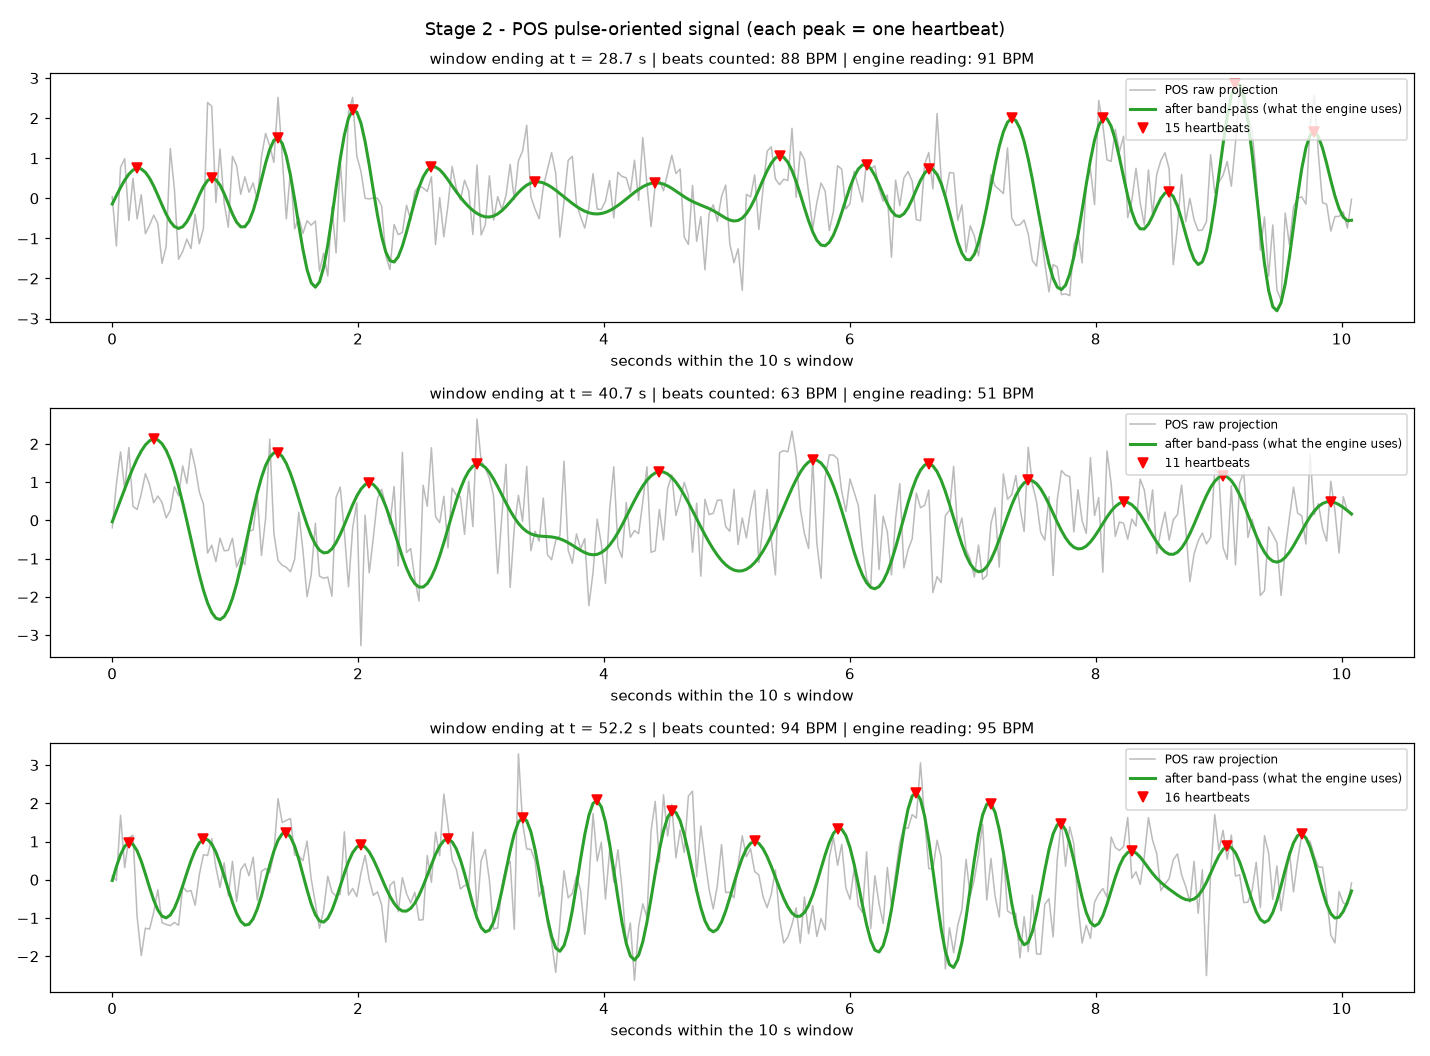 Stage 2 - POS pulse-oriented signal (each peak = one heartbeat)
window ending at t = 28.7 s | beats counted: 88 BPM | engine reading: 91 BPM
POS raw projection
after band-pass (what the engine uses)
15 heartbeats
3
2
1
0
−1
−2
−3
0 2 4 6 8 10
seconds within the 10 s window
window ending at t = 40.7 s | beats counted: 63 BPM | engine reading: 51 BPM
POS raw projection
after band-pass (what the engine uses)
11 heartbeats
2
1
0
−1
−2
−3
0 2 4 6 8 10
seconds within the 10 s window
window ending at t = 52.2 s | beats counted: 94 BPM | engine reading: 95 BPM
POS raw projection
after band-pass (what the engine uses)
16 heartbeats
3
2
1
0
−1
−2
0 2 4 6 8 10
seconds within the 10 s window